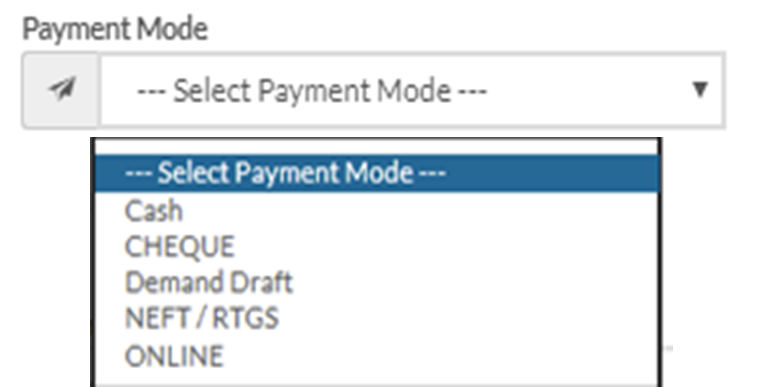 Payment Mode
--- Select Payment Mode ---
--- Select Payment Mode ---
Cash
CHEQUE
Demand Draft
NEFT / RTGS
ONLINE